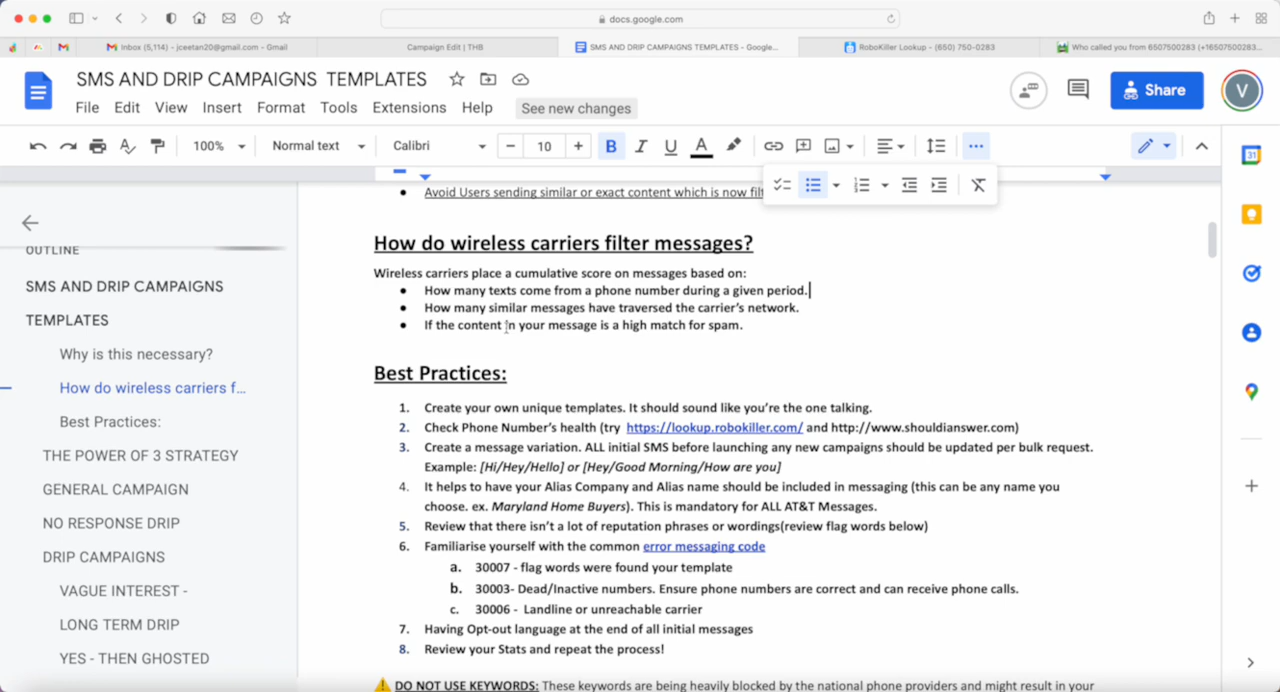 docs.google.com
Inbox (5,114) - jceetan20@gmail.com - Gmail
Campaign Edit | THB
SMS AND DRIP CAMPAIGNS TEMPLATES - Google...
RoboKiller Lookup - (650) 750-0283
Who called you from 6507500283 (+16507500283...
SMS AND DRIP CAMPAIGNS TEMPLATES
File Edit View Insert Format Tools Extensions Help See new changes
Share
V
100% Normal text Calibri 10 B I U A
31
Avoid Users sending similar or exact content which is now filt
OUTLINE
SMS AND DRIP CAMPAIGNS
TEMPLATES
Why is this necessary?
How do wireless carriers f...
Best Practices:
THE POWER OF 3 STRATEGY
GENERAL CAMPAIGN
NO RESPONSE DRIP
DRIP CAMPAIGNS
VAGUE INTEREST -
LONG TERM DRIP
YES - THEN GHOSTED
How do wireless carriers filter messages?
Wireless carriers place a cumulative score on messages based on:
● How many texts come from a phone number during a given period.
● How many similar messages have traversed the carrier's network.
● If the content in your message is a high match for spam.
Best Practices:
1. Create your own unique templates. It should sound like you're the one talking.
2. Check Phone Number's health (try https://lookup.robokiller.com/ and http://www.shouldianswer.com)
3. Create a message variation. ALL initial SMS before launching any new campaigns should be updated per bulk request.
Example: [Hi/Hey/Hello] or [Hey/Good Morning/How are you]
4. It helps to have your Alias Company and Alias name should be included in messaging (this can be any name you
choose. ex. Maryland Home Buyers). This is mandatory for ALL AT&T Messages.
5. Review that there isn't a lot of reputation phrases or wordings(review flag words below)
6. Familiarise yourself with the common error messaging code
a. 30007 - flag words were found your template
b. 30003- Dead/Inactive numbers. Ensure phone numbers are correct and can receive phone calls.
c. 30006 - Landline or unreachable carrier
7. Having Opt-out language at the end of all initial messages
8. Review your Stats and repeat the process!
DO NOT USE KEYWORDS: These keywords are being heavily blocked by the national phone providers and might result in your